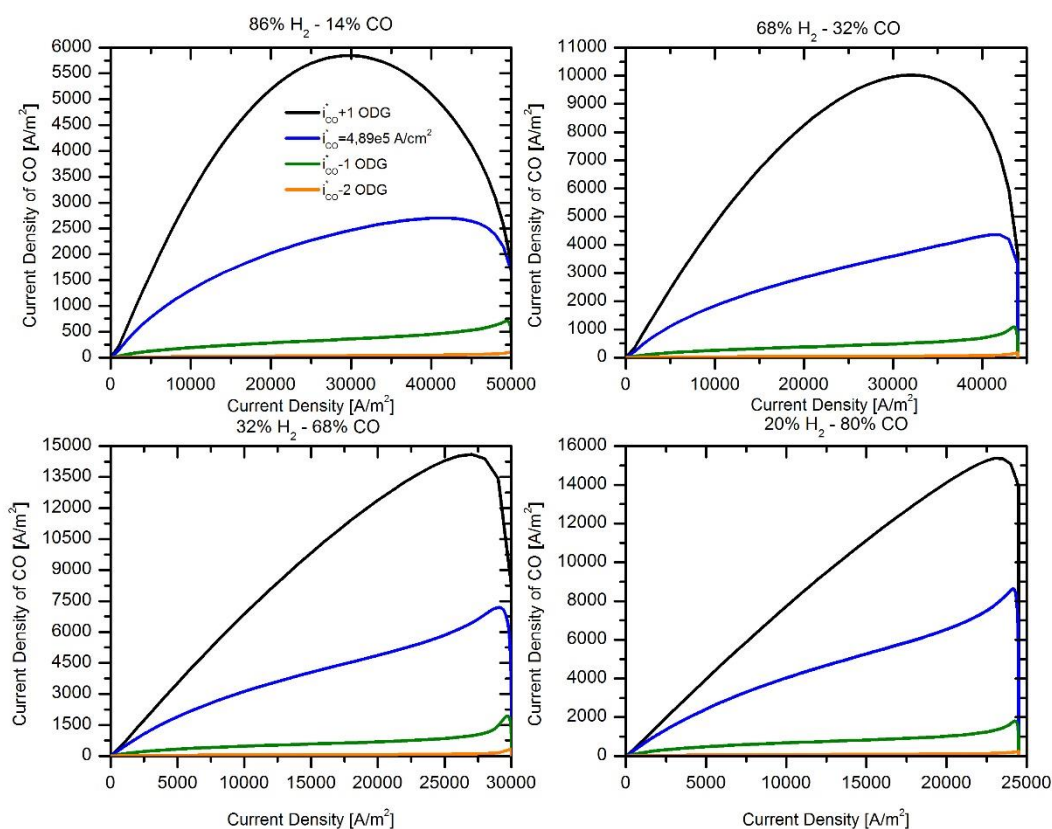 86% H₂ - 14% CO
6000
5500
5000
4500
4000
3500
3000
2500
2000
1500
1000
500
0
Current Density of CO [A/m²]
i*CO+1 ODG
i*CO=4,89e5 A/cm²
i*CO-1 ODG
i*CO-2 ODG
0 10000 20000 30000 40000 50000
Current Density [A/m²]
68% H₂ - 32% CO
11000
10000
9000
8000
7000
6000
5000
4000
3000
2000
1000
0
Current Density of CO [A/m²]
0 10000 20000 30000 40000
Current Density [A/m²]
32% H₂ - 68% CO
15000
13500
12000
10500
9000
7500
6000
4500
3000
1500
0
Current Density of CO [A/m²]
0 5000 10000 15000 20000 25000 30000
Current Density [A/m²]
20% H₂ - 80% CO
16000
14000
12000
10000
8000
6000
4000
2000
0
Current Density of CO [A/m²]
0 5000 10000 15000 20000 25000
Current Density [A/m²]